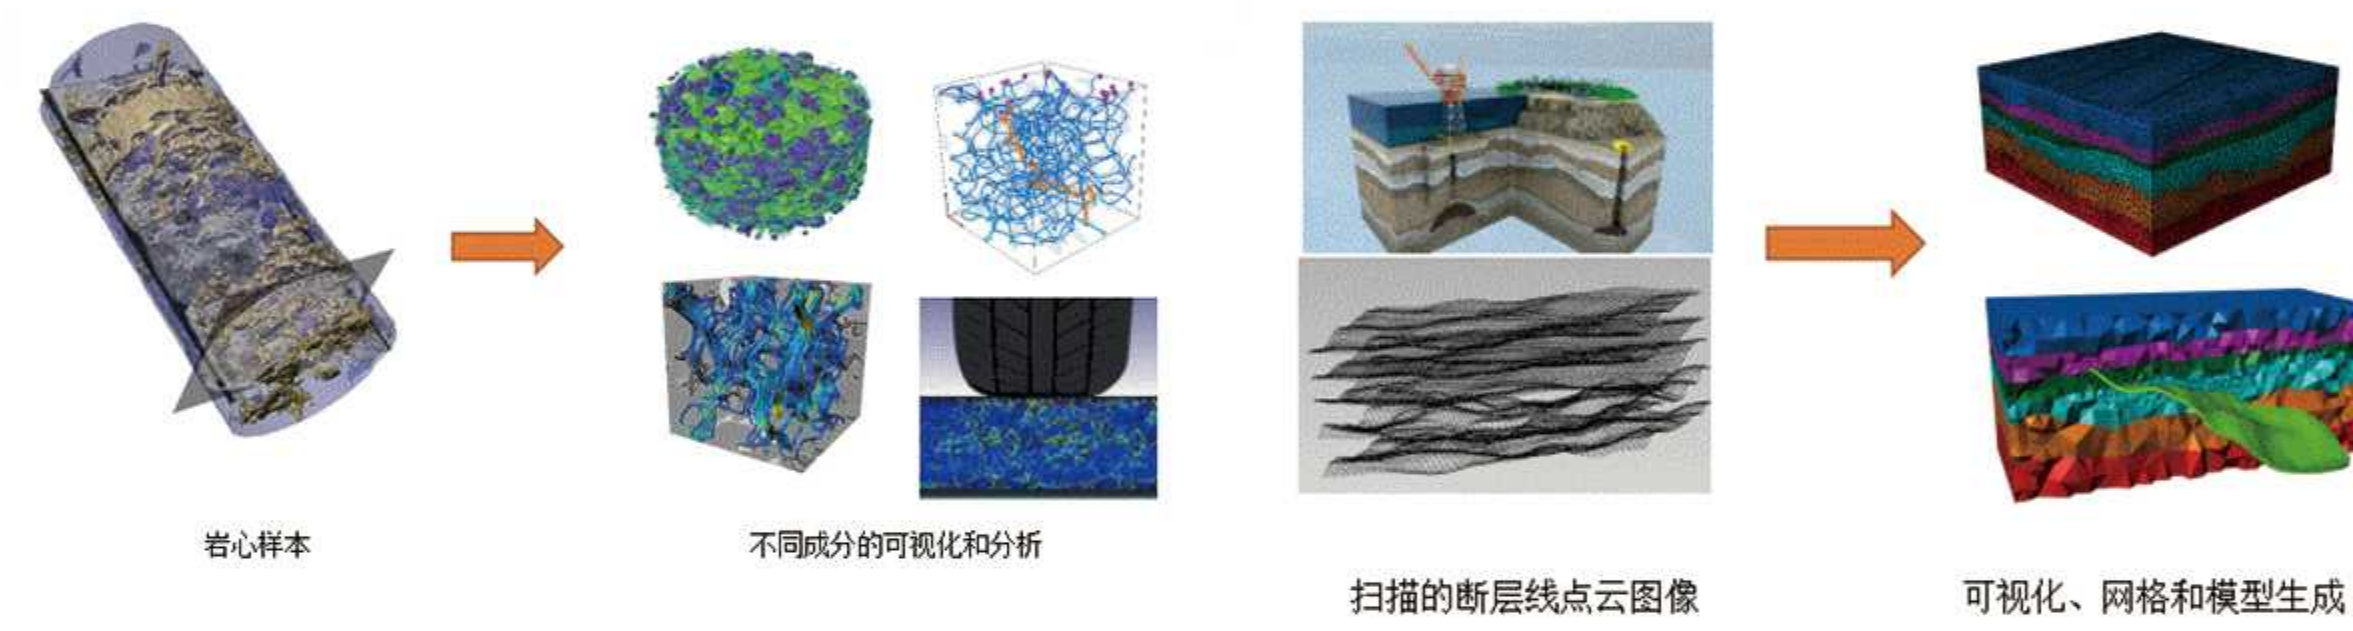 岩心样本
不同成分的可视化和分析
扫描的断层线点云图像
可视化、网格和模型生成